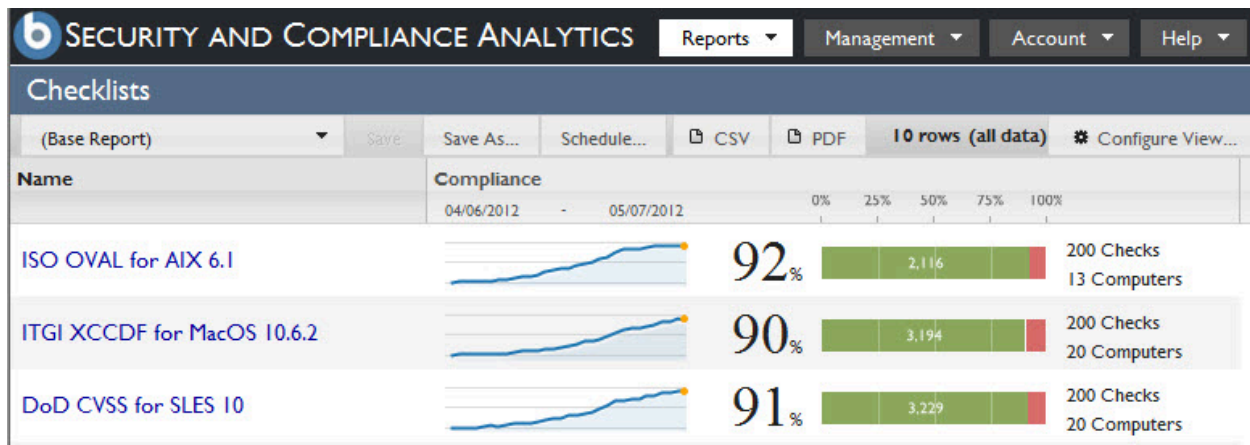 b SECURITY AND COMPLIANCE ANALYTICS Reports Management Account Help
Checklists
(Base Report) Save Save As... Schedule... CSV PDF 10 rows (all data) Configure View...
Name Compliance
04/06/2012 - 05/07/2012 0% 25% 50% 75% 100%
ISO OVAL for AIX 6.1 92% 2,116 200 Checks
13 Computers
ITGI XCCDF for MacOS 10.6.2 90% 3,194 200 Checks
20 Computers
DoD CVSS for SLES 10 91% 3,229 200 Checks
20 Computers